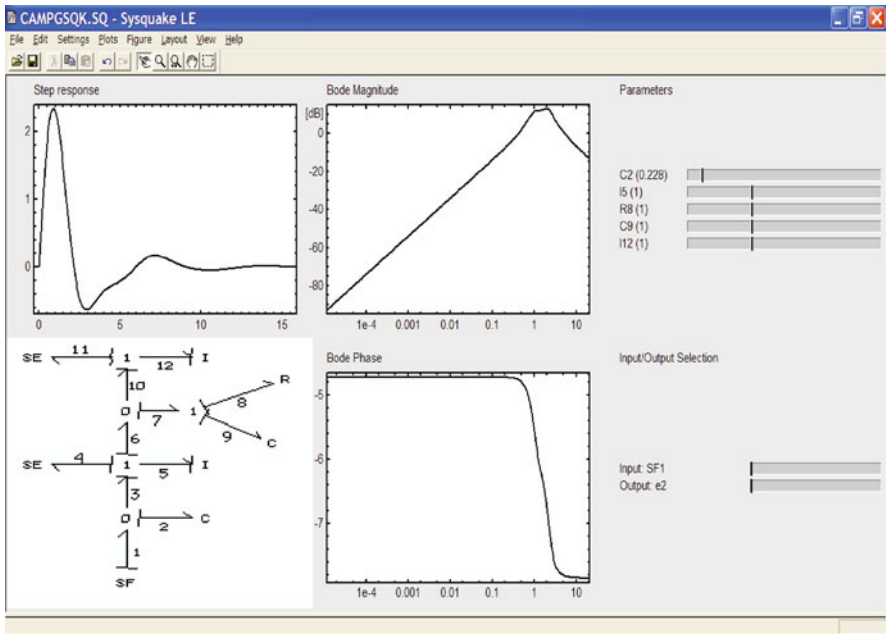 CAMPGSQK.SQ - Sysquake LE
File Edit Settings Plots Figure Layout View Help
Step response
2
1
0
0 5 10 15
Bode Magnitude
[dB]
0
-20
-40
-60
-80
1e-4 0.001 0.01 0.1 1 10
Parameters
C2 (0.228)
I5 (1)
R8 (1)
C9 (1)
I12 (1)
SE 11 1 12 I
10
R
0 7 1 8
9
C
6
SE 4 1 5 I
3
0 2 C
1
SF
Bode Phase
-5
-6
-7
1e-4 0.001 0.01 0.1 1 10
Input/Output Selection
Input: SF1
Output: e2